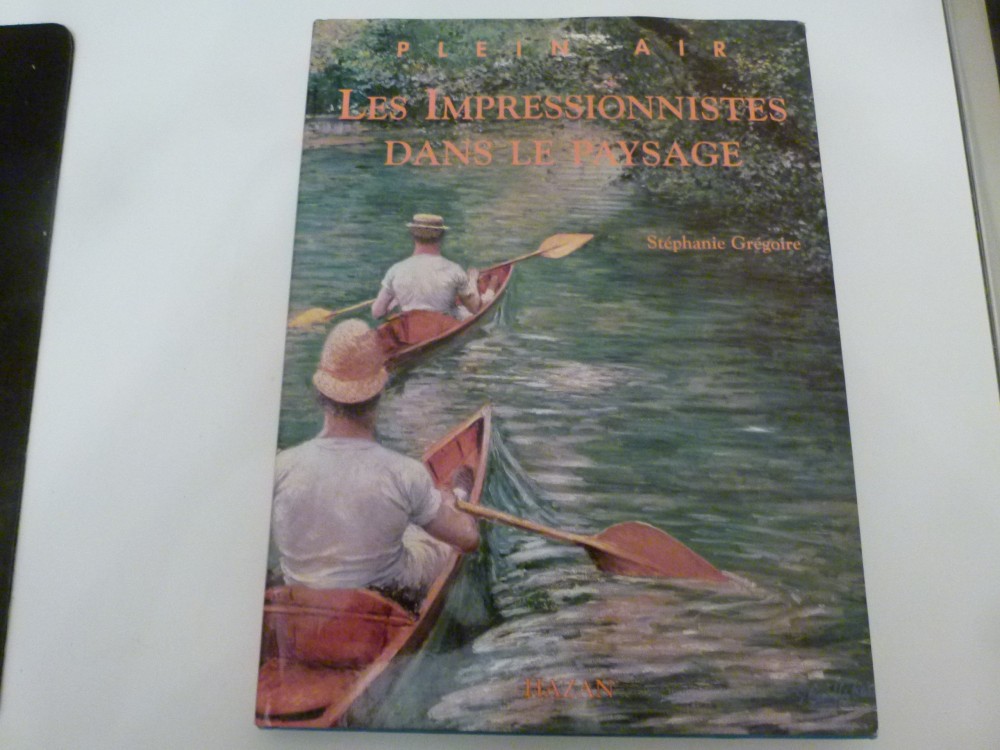 PLEIN AIR
LES IMPRESSIONNISTES
DANS LE PAYSAGE
Stéphanie Grégoire
HAZAN